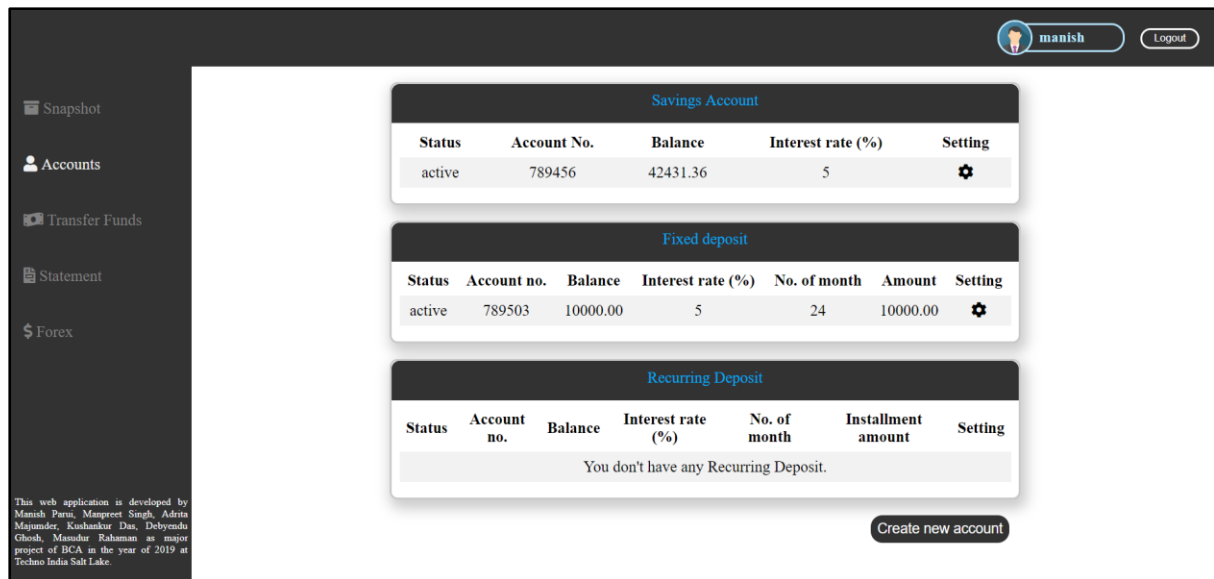 manish
Logout
Snapshot
Accounts
Transfer Funds
Statement
$ Forex
This web application is developed by
Manish Parui, Manpreet Singh, Adrita
Majumder, Kushankur Das, Debyendu
Ghosh, Masudur Rahaman as major
project of BCA in the year of 2019 at
Techno India Salt Lake.
Savings Account
Status Account No. Balance Interest rate (%) Setting
active 789456 42431.36 5
Fixed deposit
Status Account no. Balance Interest rate (%) No. of month Amount Setting
active 789503 10000.00 5 24 10000.00
Recurring Deposit
Status Account no. Balance Interest rate (%) No. of month Installment amount Setting
You don't have any Recurring Deposit.
Create new account